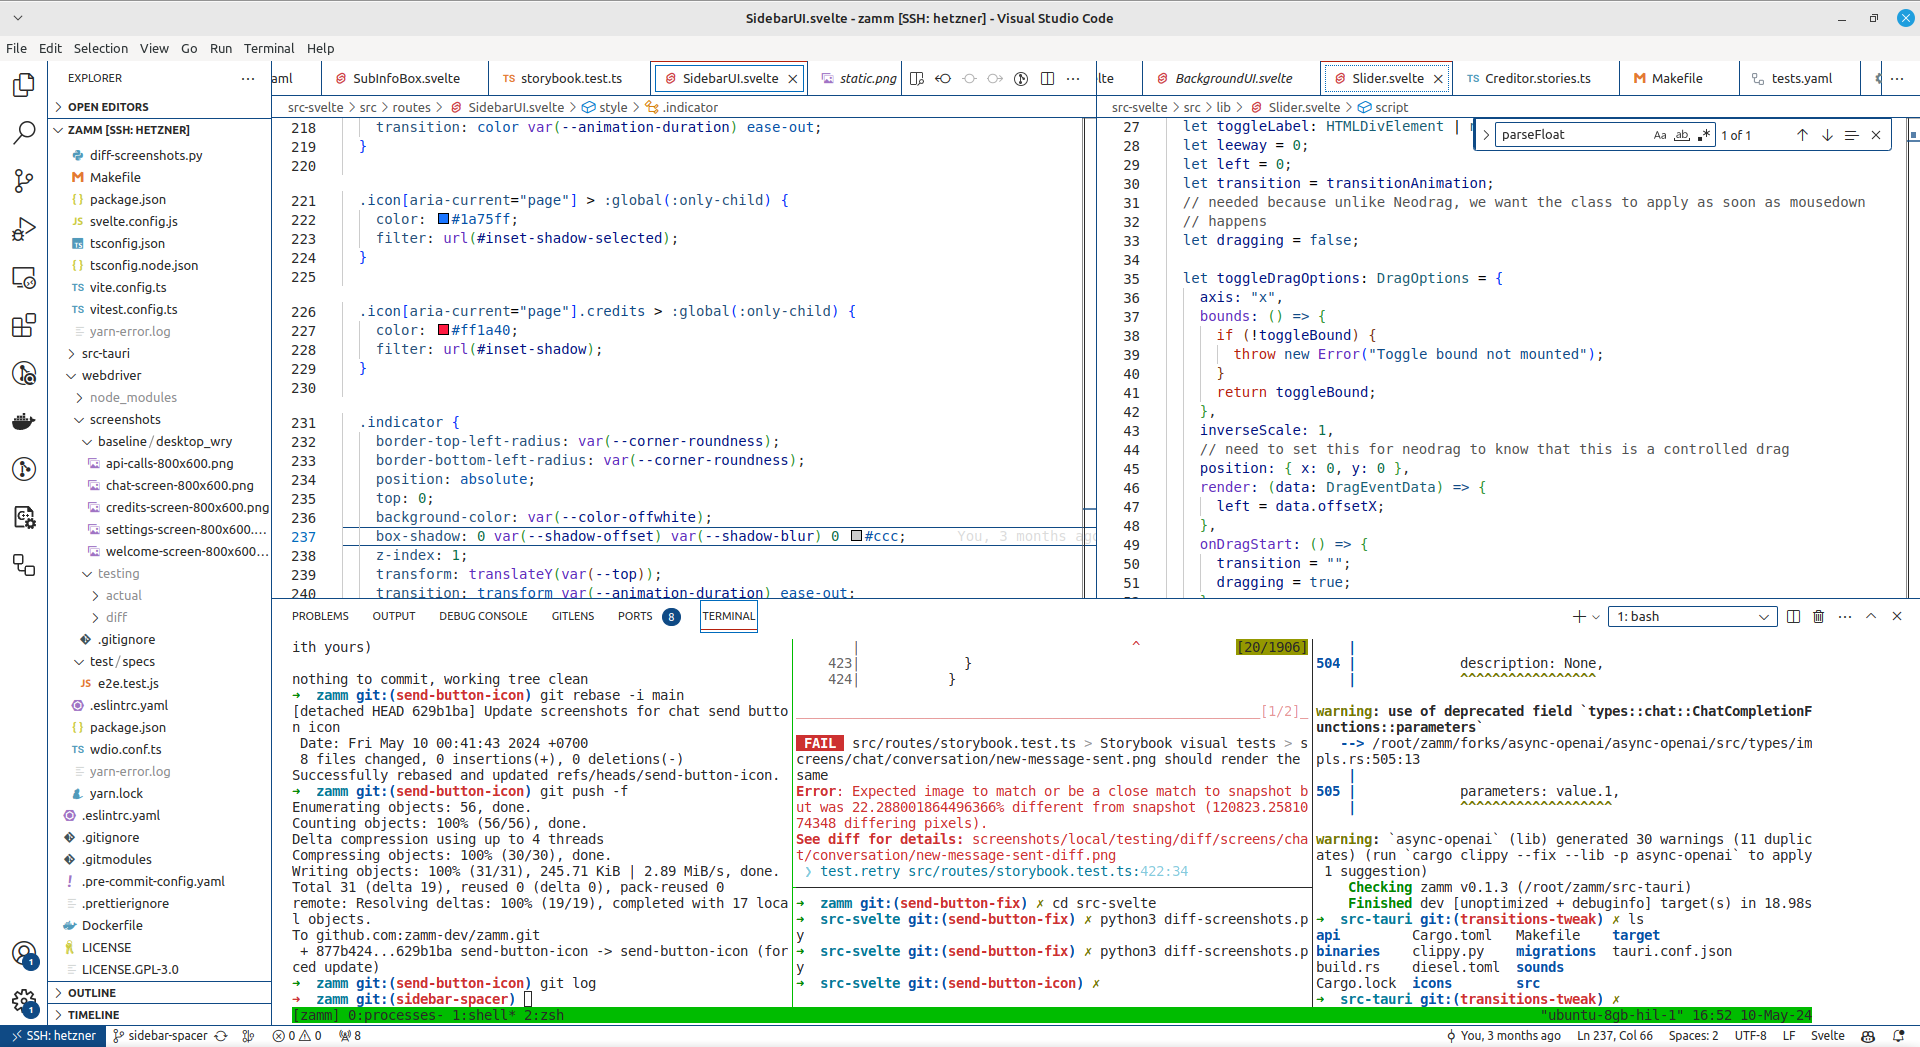 SidebarUI.svelte - zamm [SSH: hetzner] - Visual Studio Code
File Edit Selection View Go Run Terminal Help
EXPLORER
OPEN EDITORS
ZAMM [SSH: HETZNER]
diff-screenshots.py
Makefile
package.json
svelte.config.js
tsconfig.json
tsconfig.node.json
vite.config.ts
vitest.config.ts
yarn-error.log
src-tauri
webdriver
node_modules
screenshots
baseline/desktop_wry
api-calls-800x600.png
chat-screen-800x600.png
credits-screen-800x600.png
settings-screen-800x600....
welcome-screen-800x600...
testing
actual
diff
.gitignore
test/specs
e2e.test.js
.eslintrc.yaml
package.json
wdio.conf.ts
yarn-error.log
yarn.lock
.eslintrc.yaml
.gitignore
.gitmodules
.pre-commit-config.yaml
.prettierignore
Dockerfile
LICENSE
LICENSE.GPL-3.0
OUTLINE
TIMELINE
aml SubInfoBox.svelte storybook.test.ts SidebarUI.svelte static.png
src-svelte > src > routes > SidebarUI.svelte > style > .indicator
218 transition: color var(--animation-duration) ease-out;
219 }
220
221 .icon[aria-current="page"] > :global(:only-child) {
222 color: #1a75ff;
223 filter: url(#inset-shadow-selected);
224 }
225
226 .icon[aria-current="page"].credits > :global(:only-child) {
227 color: #ff1a40;
228 filter: url(#inset-shadow);
229 }
230
231 .indicator {
232 border-top-left-radius: var(--corner-roundness);
233 border-bottom-left-radius: var(--corner-roundness);
234 position: absolute;
235 top: 0;
236 background-color: var(--color-offwhite);
237 box-shadow: 0 var(--shadow-offset) var(--shadow-blur) 0 #ccc; You, 3 months ago
238 z-index: 1;
239 transform: translateY(var(--top));
240 transition: transform var(--animation-duration) ease-out;
lte BackgroundUI.svelte Slider.svelte Creditor.stories.ts Makefile tests.yaml
src-svelte > src > lib > Slider.svelte > script
parseFloat Aa ab .* 1 of 1
27 let toggleLabel: HTMLDivElement |
28 let leeway = 0;
29 let left = 0;
30 let transition = transitionAnimation;
31 // needed because unlike Neodrag, we want the class to apply as soon as mousedown
32 // happens
33 let dragging = false;
34
35 let toggleDragOptions: DragOptions = {
36 axis: "x",
37 bounds: () => {
38 if (!toggleBound) {
39 throw new Error("Toggle bound not mounted");
40 }
41 return toggleBound;
42 },
43 inverseScale: 1,
44 // need to set this for neodrag to know that this is a controlled drag
45 position: { x: 0, y: 0 },
46 render: (data: DragEventData) => {
47 left = data.offsetX;
48 },
49 onDragStart: () => {
50 transition = "";
51 dragging = true;
PROBLEMS OUTPUT DEBUG CONSOLE GITLENS PORTS 8 TERMINAL
1: bash
ith yours)

nothing to commit, working tree clean
➜ zamm git:(send-button-icon) git rebase -i main
[detached HEAD 629b1ba] Update screenshots for chat send butto
n icon
Date: Fri May 10 00:41:43 2024 +0700
8 files changed, 0 insertions(+), 0 deletions(-)
Successfully rebased and updated refs/heads/send-button-icon.
➜ zamm git:(send-button-icon) git push -f
Enumerating objects: 56, done.
Counting objects: 100% (56/56), done.
Delta compression using up to 4 threads
Compressing objects: 100% (30/30), done.
Writing objects: 100% (31/31), 245.71 KiB | 2.89 MiB/s, done.
Total 31 (delta 19), reused 0 (delta 0), pack-reused 0
remote: Resolving deltas: 100% (19/19), completed with 17 loca
l objects.
To github.com:zamm-dev/zamm.git
+ 877b424...629b1ba send-button-icon -> send-button-icon (for
ced update)
➜ zamm git:(send-button-icon) git log
➜ zamm git:(sidebar-spacer)
| ^ [20/1906]
423| }
424| }
[1/2]
FAIL src/routes/storybook.test.ts > Storybook visual tests > s
creens/chat/conversation/new-message-sent.png should render the
same
Error: Expected image to match or be a close match to snapshot b
ut was 22.288001864496366% different from snapshot (120823.25810
74348 differing pixels).
See diff for details: screenshots/local/testing/diff/screens/cha
t/conversation/new-message-sent-diff.png
❯ test.retry src/routes/storybook.test.ts:422:34
➜ zamm git:(send-button-fix) ✗ cd src-svelte
➜ src-svelte git:(send-button-fix) ✗ python3 diff-screenshots.p
y
➜ src-svelte git:(send-button-fix) ✗ python3 diff-screenshots.p
y
➜ src-svelte git:(send-button-icon) ✗
|
504 | description: None,
| ^^^^^^^^^^^^^^^^^

warning: use of deprecated field `types::chat::ChatCompletionF
unctions::parameters`
--> /root/zamm/forks/async-openai/async-openai/src/types/im
pls.rs:505:13
|
505 | parameters: value.1,
| ^^^^^^^^^^^^^^^^^^^

warning: `async-openai` (lib) generated 30 warnings (11 duplic
ates) (run `cargo clippy --fix --lib -p async-openai` to apply
1 suggestion)
Checking zamm v0.1.3 (/root/zamm/src-tauri)
Finished dev [unoptimized + debuginfo] target(s) in 18.98s
➜ src-tauri git:(transitions-tweak) ✗ ls
api Cargo.toml Makefile target
binaries clippy.py migrations tauri.conf.json
build.rs diesel.toml sounds
Cargo.lock icons src
➜ src-tauri git:(transitions-tweak) ✗
[zamm] 0:processes- 1:shell* 2:zsh "ubuntu-8gb-hil-1" 16:52 10-May-24
1
1
SSH: hetzner sidebar-spacer 0 0 8 You, 3 months ago Ln 237, Col 66 Spaces: 2 UTF-8 LF Svelte